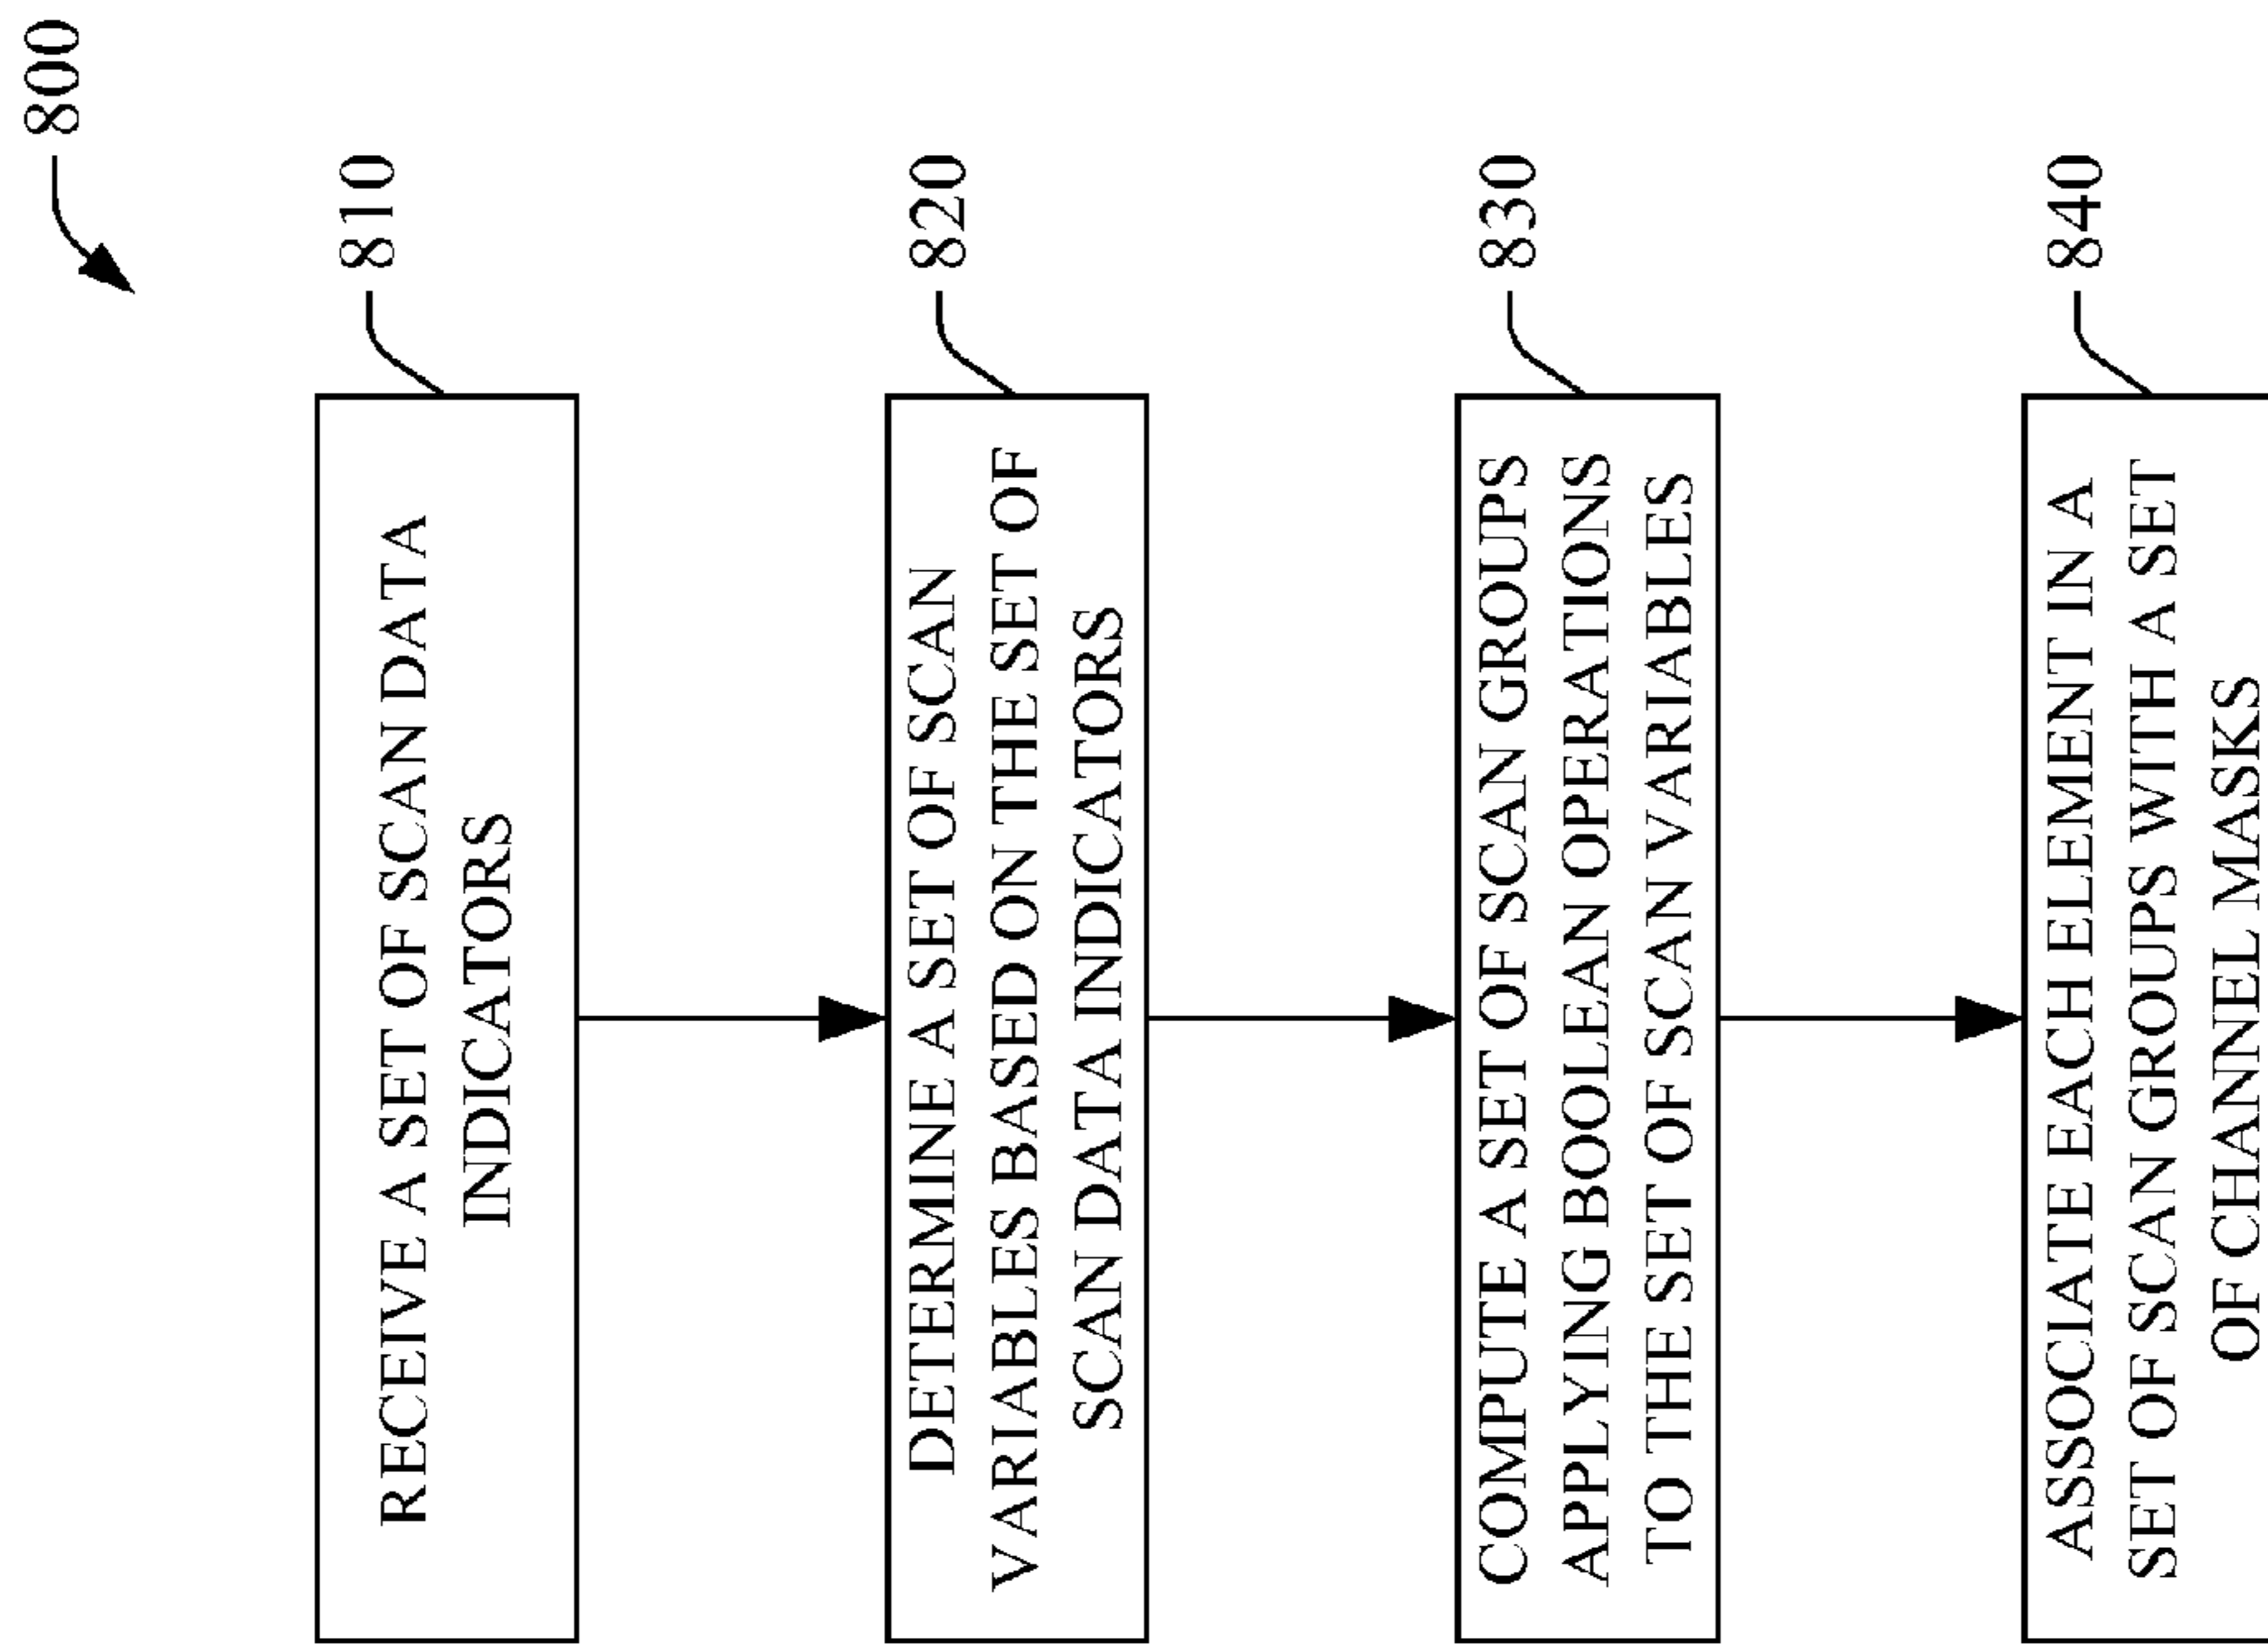 800
810
RECEIVE A SET OF SCAN DATA
INDICATORS
820
DETERMINE A SET OF SCAN
VARIABLES BASED ON THE SET OF
SCAN DATA INDICATORS
830
COMPUTE A SET OF SCAN GROUPS
APPLYING BOOLEAN OPERATIONS
TO THE SET OF SCAN VARIABLES
840
ASSOCIATE EACH ELEMENT IN A
SET OF SCAN GROUPS WITH A SET
OF CHANNEL MASKS